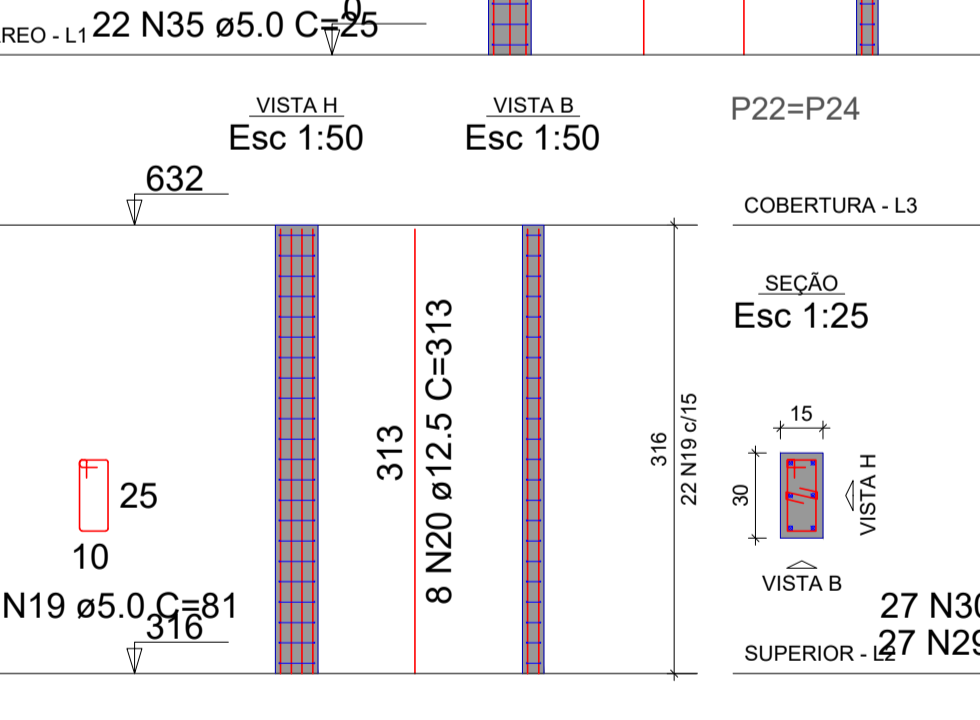 REO - L1 22 N35 ø5.0 C=25
0
VISTA H
Esc 1:50
VISTA B
Esc 1:50
P22=P24
632
COBERTURA - L3
SEÇÃO
Esc 1:25
313
8 N20 ø12.5 C=313
316
22 N19 c/15
15
30
VISTA H
VISTA B
25
10
N19 ø5.0 C=81
316
27 N30
27 N29
SUPERIOR - L2